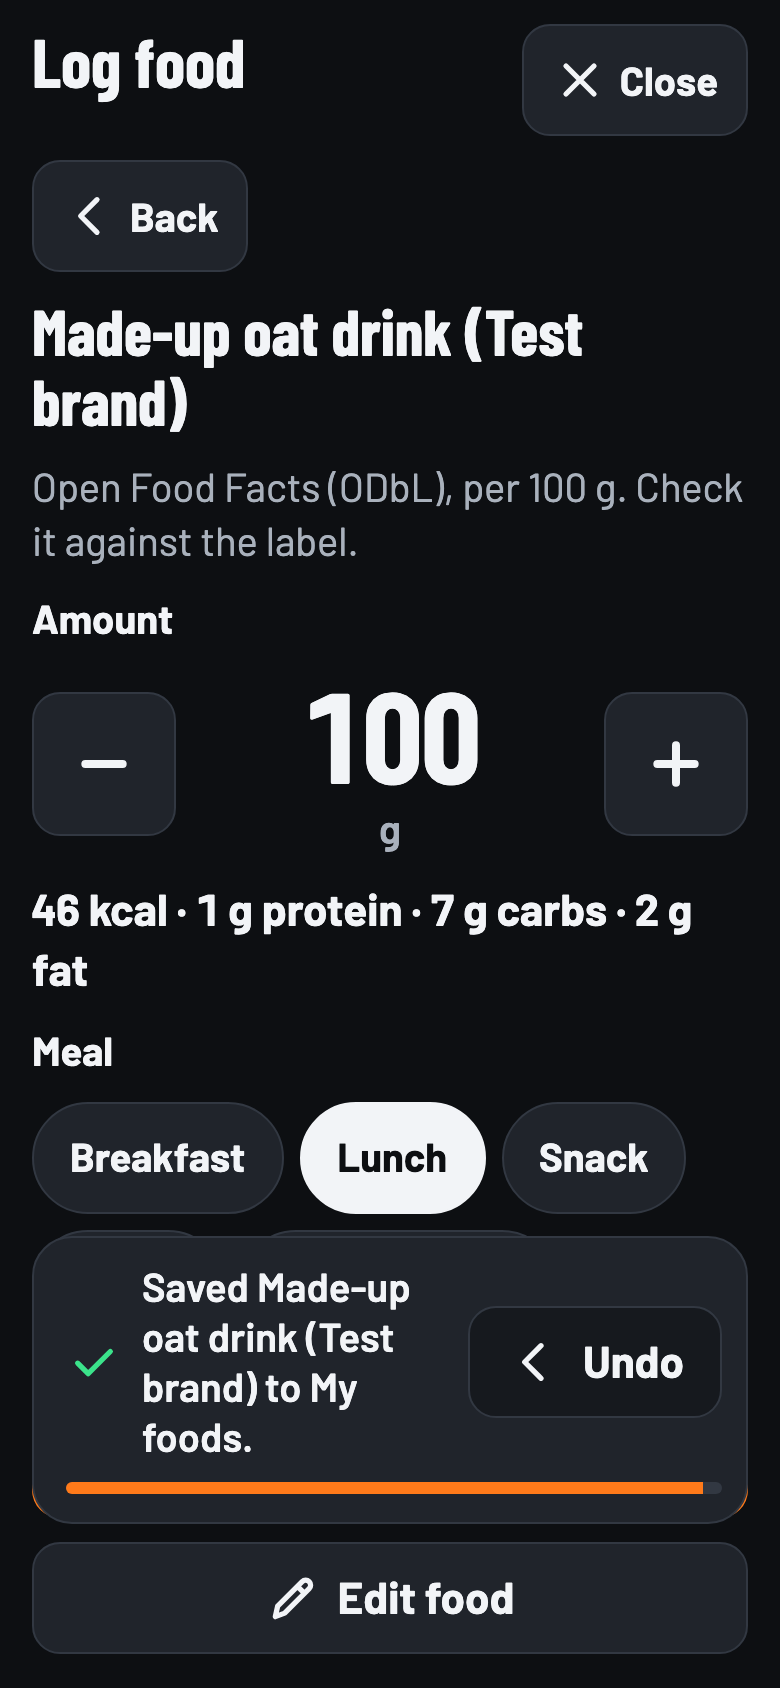 Log food
Close
Back
Made-up oat drink (Test
brand)
Open Food Facts (ODbL), per 100 g. Check
it against the label.
Amount
100
g
46 kcal · 1 g protein · 7 g carbs · 2 g
fat
Meal
Breakfast
Lunch
Snack
Saved Made-up
oat drink (Test
brand) to My
foods.
Undo
Edit food